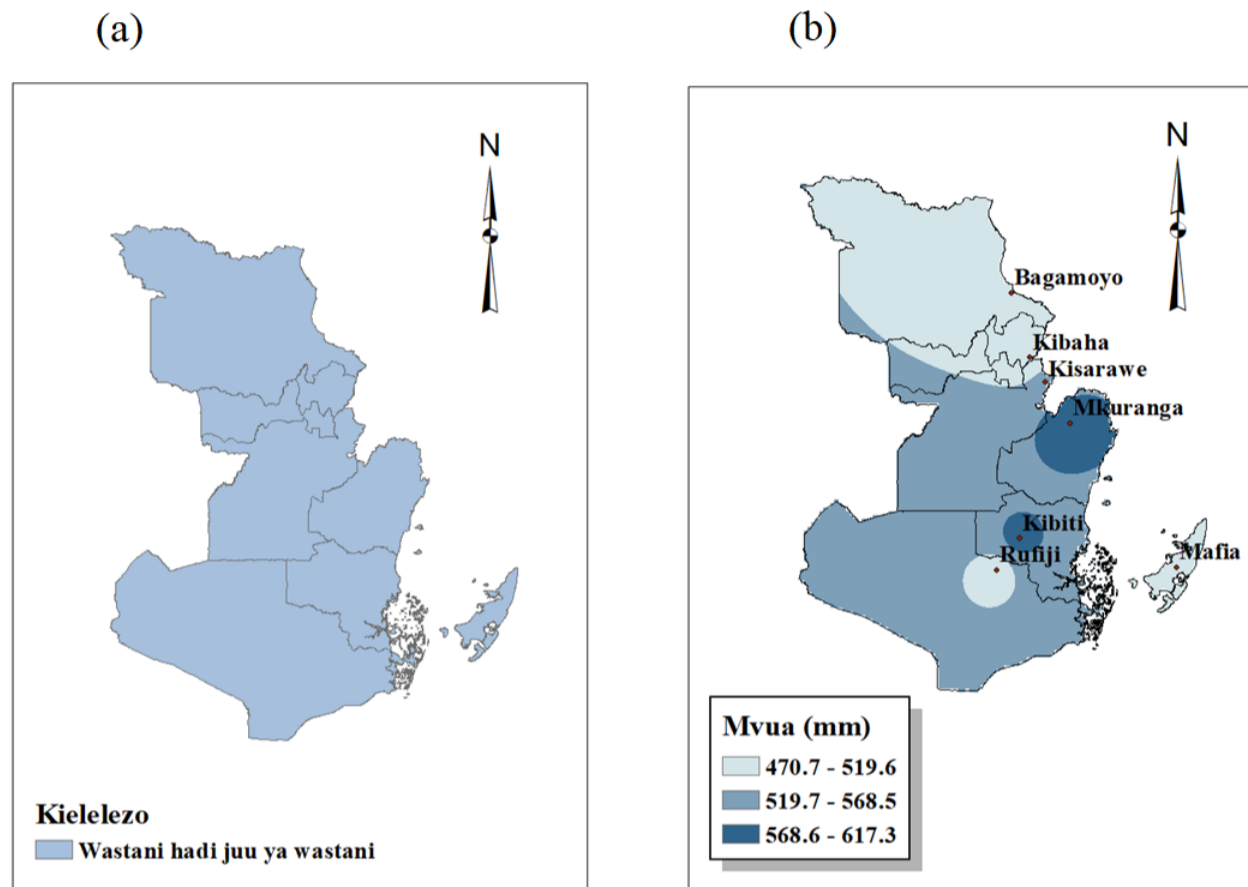 (a)
(b)
N
Kielelezo
Wastani hadi juu ya wastani
N
Bagamoyo
Kibaha
Kisarawe
Mkuranga
Kibiti
Rufiji
Mafia
Mvua (mm)
470.7 - 519.6
519.7 - 568.5
568.6 - 617.3